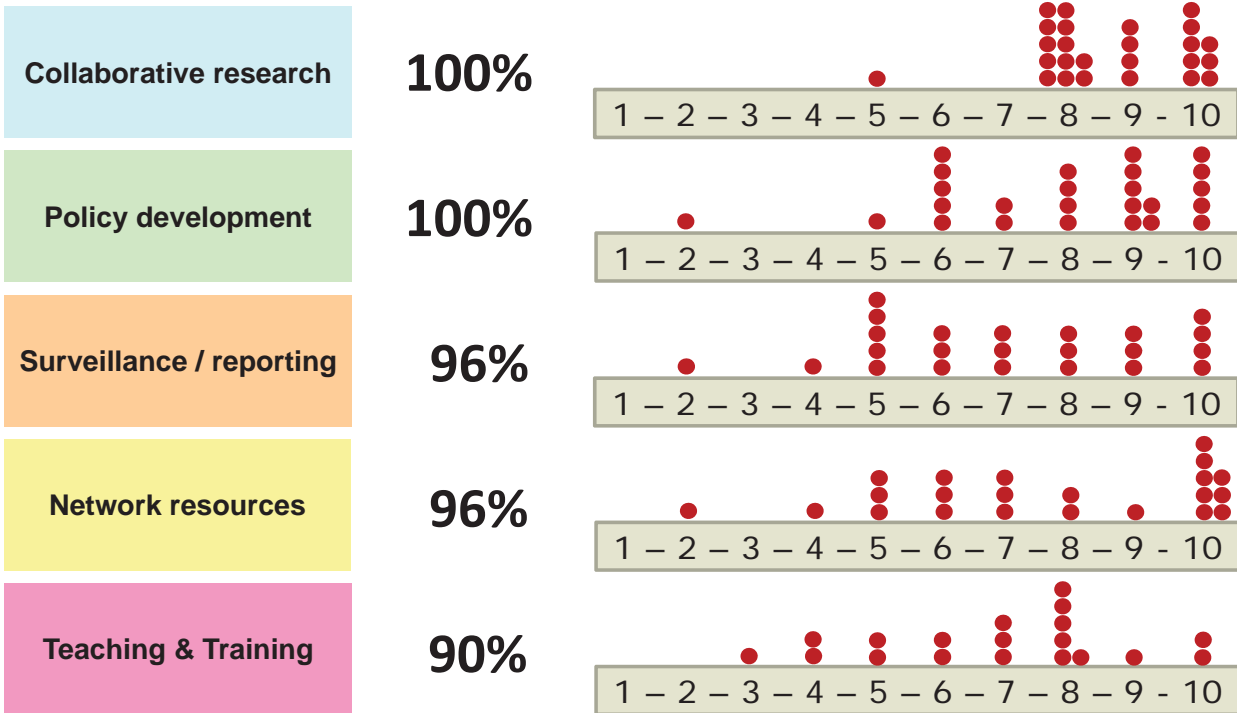 Collaborative research
100%
1 – 2 – 3 – 4 – 5 – 6 – 7 – 8 – 9 - 10
Policy development
100%
1 – 2 – 3 – 4 – 5 – 6 – 7 – 8 – 9 - 10
Surveillance / reporting
96%
1 – 2 – 3 – 4 – 5 – 6 – 7 – 8 – 9 - 10
Network resources
96%
1 – 2 – 3 – 4 – 5 – 6 – 7 – 8 – 9 - 10
Teaching & Training
90%
1 – 2 – 3 – 4 – 5 – 6 – 7 – 8 – 9 - 10